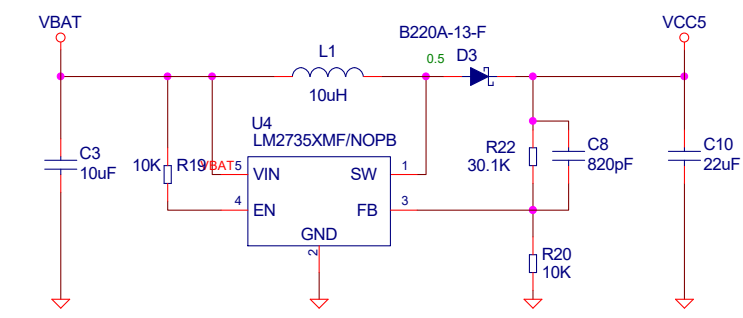 VBAT
VCC5
B220A-13-F
L1
0.5
D3
10uH
U4
LM2735XMF/NOPB
C3
10uF
10K
R19
VBAT
5
VIN
SW
1
4
EN
FB
3
GND
2
R22
30.1K
C8
820pF
C10
22uF
R20
10K